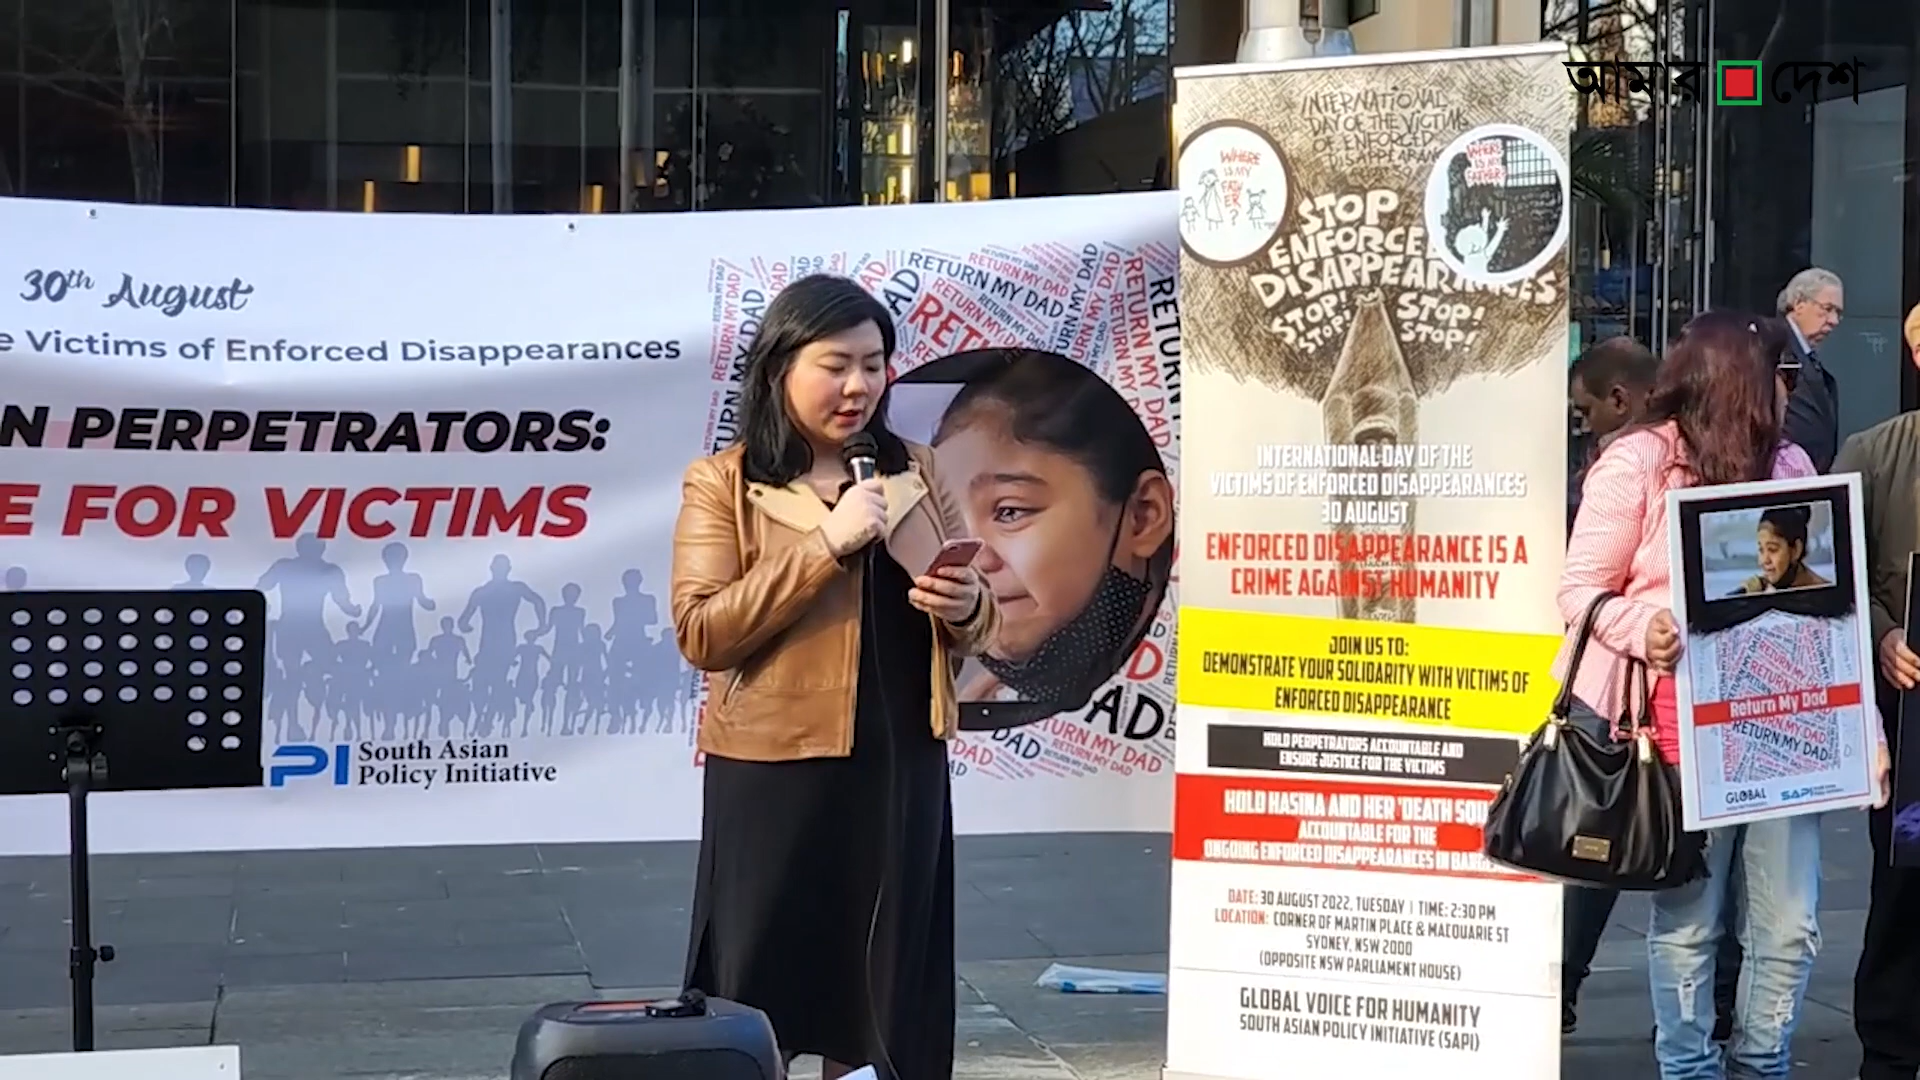 আমার দেশ
30th August
e Victims of Enforced Disappearances
N PERPETRATORS:
E FOR VICTIMS
South Asian
Policy Initiative
RETURN MY DAD
INTERNATIONAL
DAY OF THE VICTIMS
OF ENFORCED
DISAPPEARAN
WHERE
IS MY
FATH
ER
?
WHERE
IS MY
FATHER?
STOP
ENFORCE
DISAPPEARANCES
STOP! STOP!
STOP! STOP!
INTERNATIONAL DAY OF THE
VICTIMS OF ENFORCED DISAPPEARANCES
30 AUGUST
ENFORCED DISAPPEARANCE IS A
CRIME AGAINST HUMANITY
JOIN US TO:
DEMONSTRATE YOUR SOLIDARITY WITH VICTIMS OF
ENFORCED DISAPPEARANCE
HOLD PERPETRATORS ACCOUNTABLE AND
ENSURE JUSTICE FOR THE VICTIMS
HOLD HASINA AND HER 'DEATH SQU
ACCOUNTABLE FOR THE
ONGOING ENFORCED DISAPPEARANCES IN BANG
DATE: 30 AUGUST 2022, TUESDAY | TIME: 2:30 PM
LOCATION: CORNER OF MARTIN PLACE & MACQUARIE ST
SYDNEY, NSW 2000
(OPPOSITE NSW PARLIAMENT HOUSE)
GLOBAL VOICE FOR HUMANITY
SOUTH ASIAN POLICY INITIATIVE (SAPI)
Return My Dad
RETURN MY DAD
GLOBAL SAPI